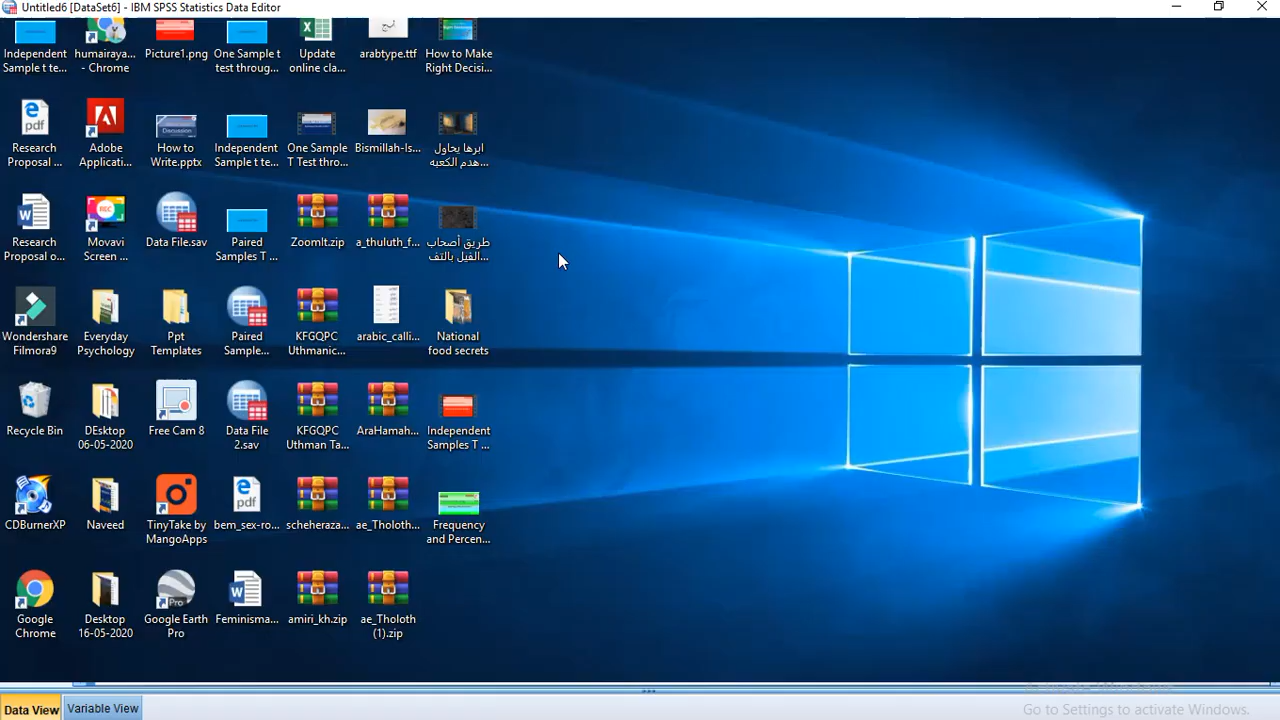 Untitled6 [DataSet6] - IBM SPSS Statistics Data Editor
Independent
Sample t te...
humairaya...
- Chrome
Picture1.png
One Sample t
test through...
Update
online cla...
arabtype.ttf
How to Make
Right Decisi...
Research
Proposal ...
Adobe
Applicati...
Discussion
How to
Write.pptx
Independent
Sample t te...
One Sample
T Test thro...
Bismillah-Is...
ابرها يحاول
هدم الكعبه...
Research
Proposal o...
Movavi
Screen ...
Data File.sav
Paired
Samples T ...
ZoomIt.zip
a_thuluth_f...
طريق أصحاب
الفيل بالتف...
Wondershare
Filmora9
Everyday
Psychology
Ppt
Templates
Paired
Sample...
KFGQPC
Uthmanic...
arabic_calli...
National
food secrets
Recycle Bin
DEsktop
06-05-2020
Free Cam 8
Data File
2.sav
KFGQPC
Uthman Ta...
AraHamah...
Independent
Samples T ...
CDBurnerXP
Naveed
TinyTake by
MangoApps
bem_sex-ro...
scheheraza...
ae_Tholoth...
Frequency
and Percen...
Google
Chrome
Desktop
16-05-2020
Google Earth
Pro
Feminisma...
amiri_kh.zip
ae_Tholoth
(1).zip
Data View
Variable View
Go to Settings to activate Windows.